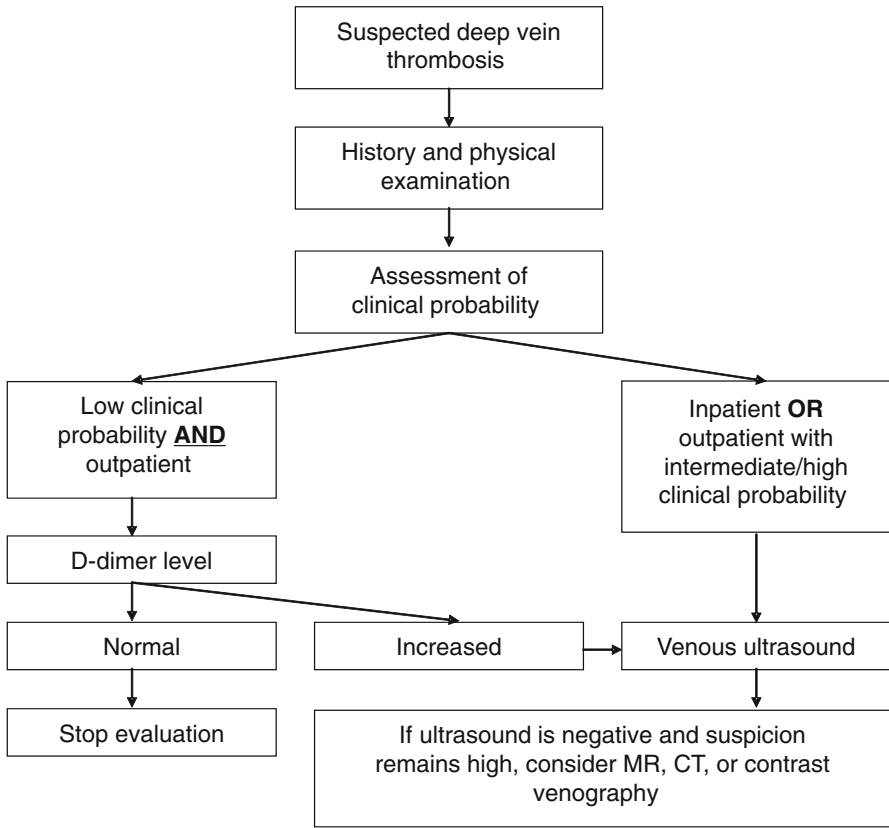 Suspected deep vein
thrombosis
History and physical
examination
Assessment of
clinical probability
Low clinical
probability AND
outpatient
Inpatient OR
outpatient with
intermediate/high
clinical probability
D-dimer level
Normal
Increased
Venous ultrasound
Stop evaluation
If ultrasound is negative and suspicion
remains high, consider MR, CT, or contrast
venography